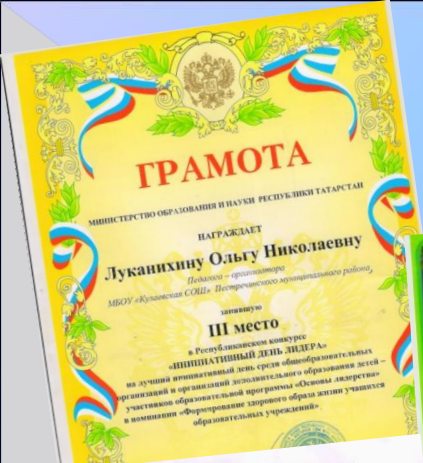 ГРАМОТА
МИНИСТЕРСТВО ОБРАЗОВАНИЯ И НАУКИ РЕСПУБЛИКИ ТАТАРСТАН
НАГРАЖДАЕТ
Луканихину Ольгу Николаевну
Педагога – организатора
МБОУ «Кулаевская СОШ» Пестречинского муниципального района,
занявшую
III место
в Республиканском конкурсе
«ИНИЦИАТИВНЫЙ ДЕНЬ ЛИДЕРА»
на лучший инициативный день среди общеобразовательных
организаций и организаций дополнительного образования детей –
участников образовательной программы «Основы лидерства»
в номинации «Формирование здорового образа жизни учащихся
образовательных учреждений».